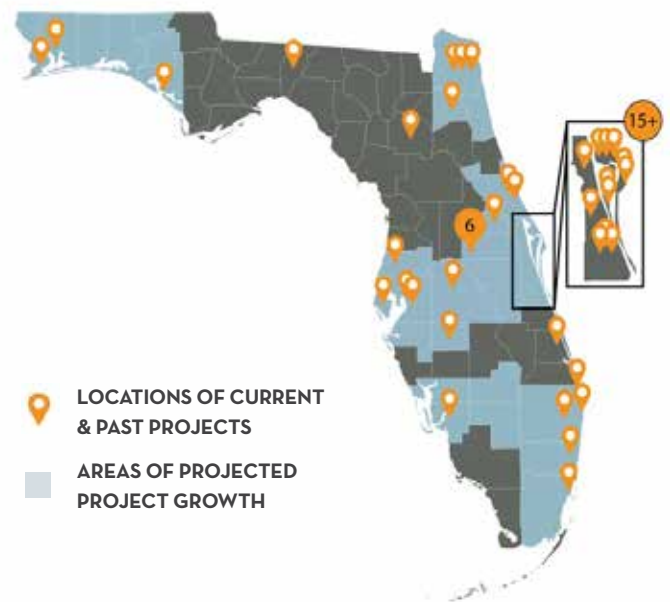 15+
6
LOCATIONS OF CURRENT
& PAST PROJECTS
AREAS OF PROJECTED
PROJECT GROWTH